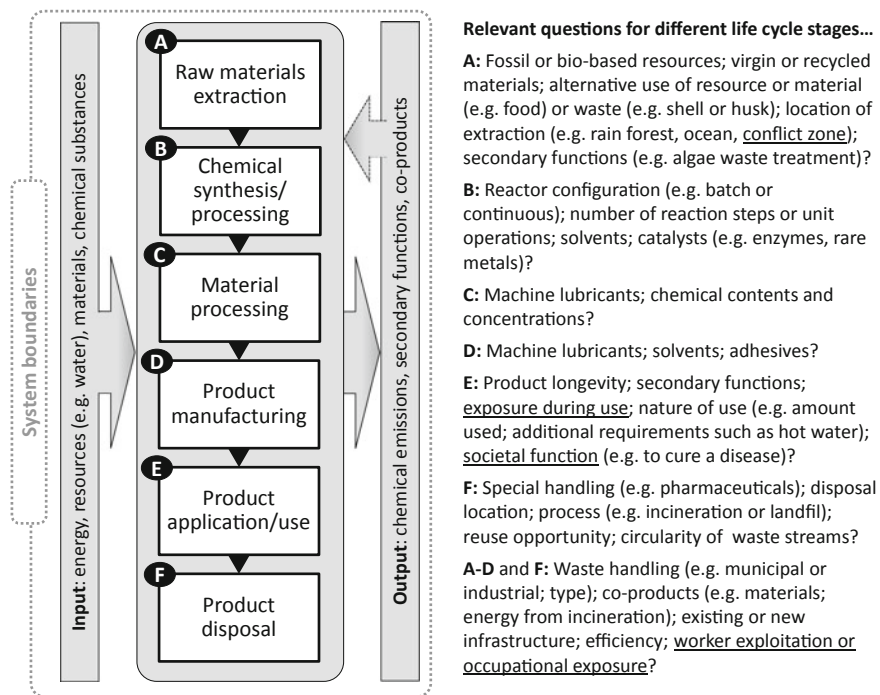 System boundaries
Input: energy, resources (e.g. water), materials, chemical substances
A
Raw materials
extraction
B
Chemical
synthesis/
processing
C
Material
processing
D
Product
manufacturing
E
Product
application/use
F
Product
disposal
Output: chemical emissions, secondary functions, co-products
Relevant questions for different life cycle stages...
A: Fossil or bio-based resources; virgin or recycled
materials; alternative use of resource or material
(e.g. food) or waste (e.g. shell or husk); location of
extraction (e.g. rain forest, ocean, conflict zone);
secondary functions (e.g. algae waste treatment)?
B: Reactor configuration (e.g. batch or
continuous); number of reaction steps or unit
operations; solvents; catalysts (e.g. enzymes, rare
metals)?
C: Machine lubricants; chemical contents and
concentrations?
D: Machine lubricants; solvents; adhesives?
E: Product longevity; secondary functions;
exposure during use; nature of use (e.g. amount
used; additional requirements such as hot water);
societal function (e.g. to cure a disease)?
F: Special handling (e.g. pharmaceuticals); disposal
location; process (e.g. incineration or landfil);
reuse opportunity; circularity of waste streams?
A-D and F: Waste handling (e.g. municipal or
industrial; type); co-products (e.g. materials;
energy from incineration); existing or new
infrastructure; efficiency; worker exploitation or
occupational exposure?